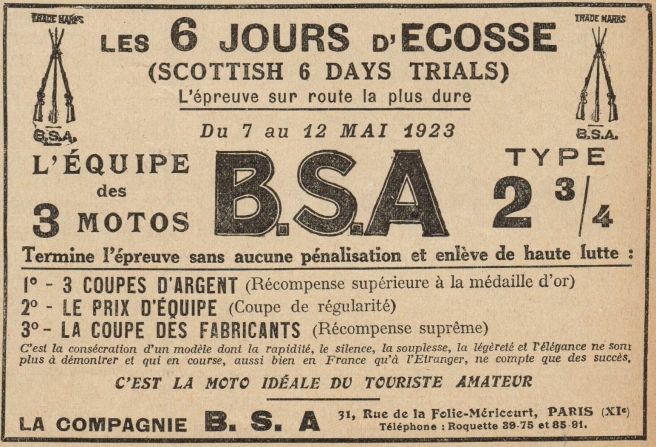 TRADE MARKS
B.S.A.
LES 6 JOURS D'ECOSSE
(SCOTTISH 6 DAYS TRIALS)
L'épreuve sur route la plus dure
TRADE MARKS
B.S.A.
Du 7 au 12 MAI 1923
L'ÉQUIPE
des
3 MOTOS
B.S.A
TYPE
2 3/4
Termine l'épreuve sans aucune pénalisation et enlève de haute lutte :
1º - 3 COUPES D'ARGENT (Récompense supérieure à la médaille d'or)
2º - LE PRIX D'ÉQUIPE (Coupe de régularité)
3º - LA COUPE DES FABRICANTS (Récompense suprême)
C'est la consécration d'un modèle dont la rapidité, le silence, la souplesse, la légèreté et l'élégance ne sont
plus à démontrer et qui en course, aussi bien en France qu'à l'Etranger, ne compte que des succès.
C'EST LA MOTO IDÉALE DU TOURISTE AMATEUR
LA COMPAGNIE B. S. A
31, Rue de la Folie-Méricourt, PARIS (XIe)
Téléphone : Roquette 39-75 et 85-91.